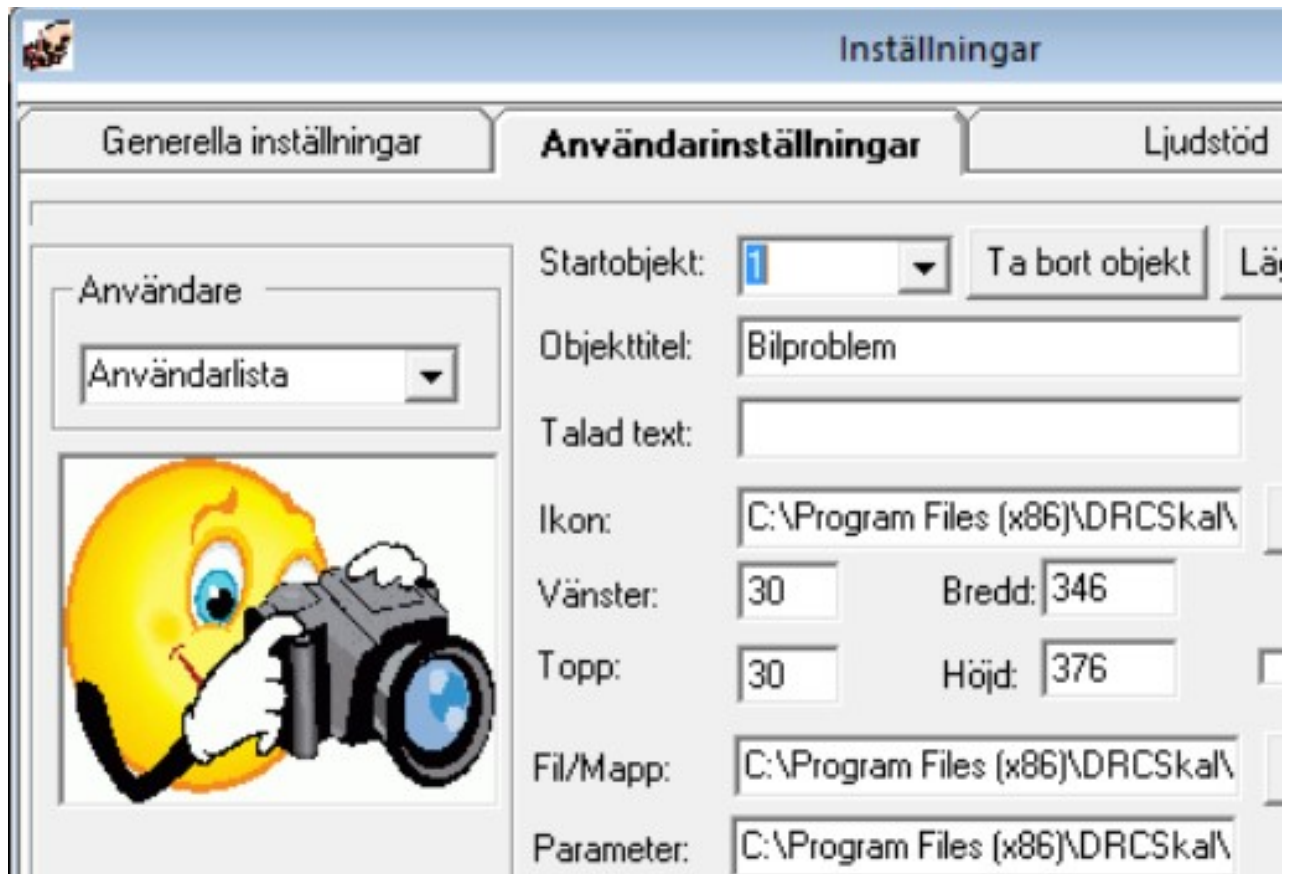 Inställningar
Generella inställningar
Användarinställningar
Ljudstöd
Användare
Användarlista
Startobjekt: 1 Ta bort objekt
Objekttitel: Bilproblem
Talad text:
Ikon: C:\Program Files (x86)\DRCSkal\
Vänster: 30 Bredd: 346
Topp: 30 Höjd: 376
Fil/Mapp: C:\Program Files (x86)\DRCSkal\
Parameter: C:\Program Files (x86)\DRCSkal\